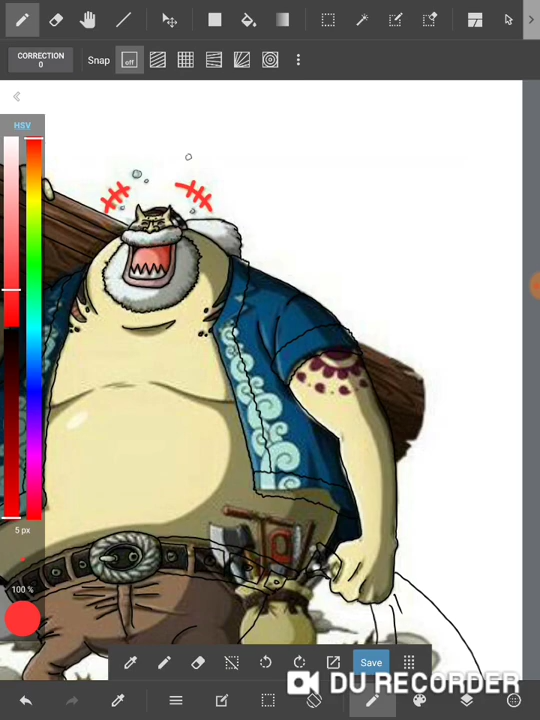 CORRECTION
0
Snap
off
HSV
5 px
100 %
Save
DU RECORDER